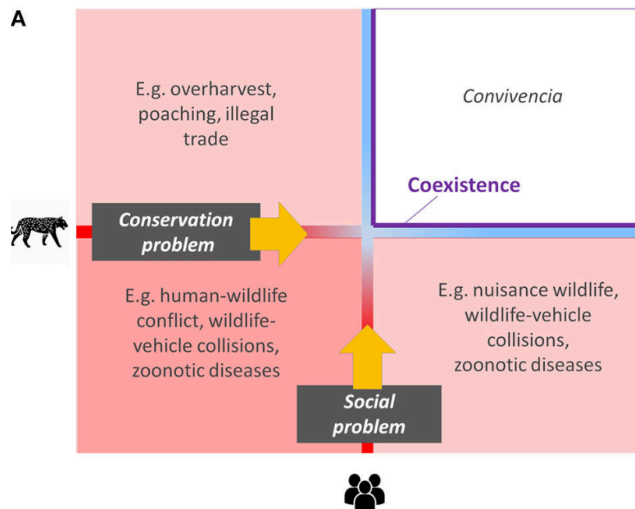 A
E.g. overharvest,
poaching, illegal
trade
Convivencia
Coexistence
Conservation
problem
E.g. human-wildlife
conflict, wildlife-
vehicle collisions,
zoonotic diseases
E.g. nuisance wildlife,
wildlife-vehicle
collisions,
zoonotic diseases
Social
problem